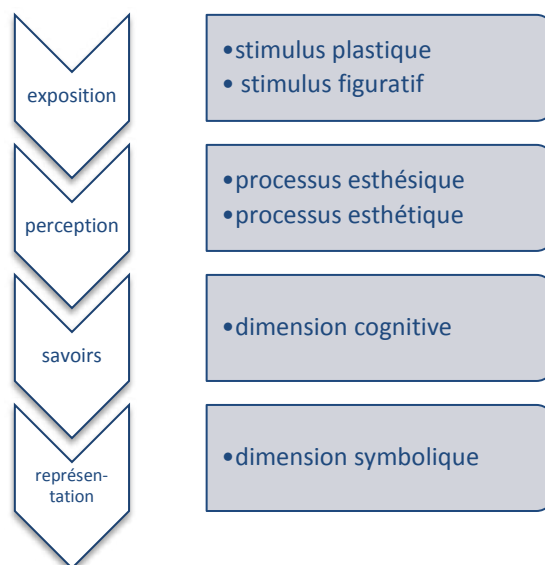 exposition
•stimulus plastique
• stimulus figuratif
perception
•processus esthésique
•processus esthétique
savoirs
•dimension cognitive
représen-
tation
•dimension symbolique